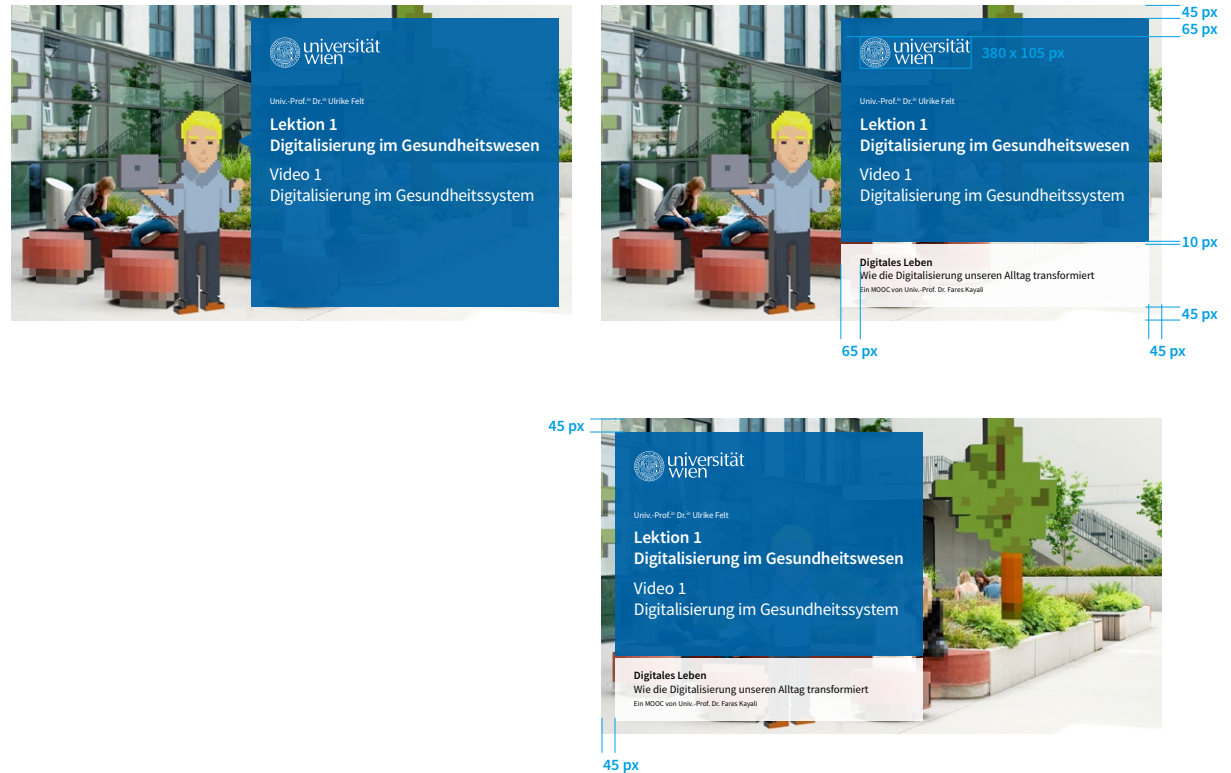 universität
wien
Univ.-Prof.ⁱⁿ Dr.ⁱⁿ Ulrike Felt
Lektion 1
Digitalisierung im Gesundheitswesen
Video 1
Digitalisierung im Gesundheitssystem
45 px
65 px
universität
wien
380 x 105 px
Univ.-Prof.ⁱⁿ Dr.ⁱⁿ Ulrike Felt
Lektion 1
Digitalisierung im Gesundheitswesen
Video 1
Digitalisierung im Gesundheitssystem
10 px
Digitales Leben
Wie die Digitalisierung unseren Alltag transformiert
Ein MOOC von Univ.-Prof. Dr. Fares Kayali
45 px
65 px
45 px
45 px
universität
wien
Univ.-Prof.ⁱⁿ Dr.ⁱⁿ Ulrike Felt
Lektion 1
Digitalisierung im Gesundheitswesen
Video 1
Digitalisierung im Gesundheitssystem
Digitales Leben
Wie die Digitalisierung unseren Alltag transformiert
Ein MOOC von Univ.-Prof. Dr. Fares Kayali
45 px